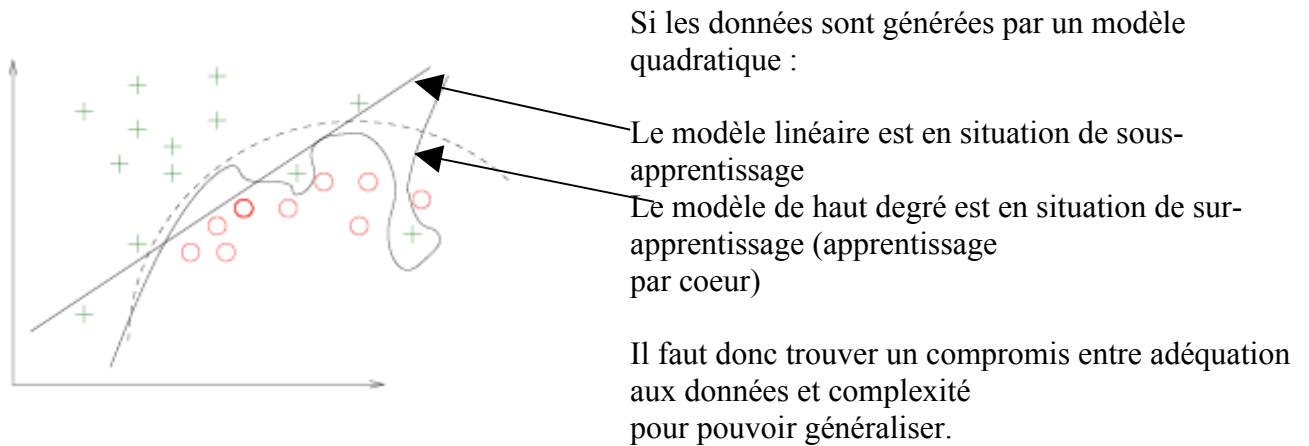 Si les données sont générées par un modèle
quadratique :
Le modèle linéaire est en situation de sous-
apprentissage
Le modèle de haut degré est en situation de sur-
apprentissage (apprentissage
par coeur)
Il faut donc trouver un compromis entre adéquation
aux données et complexité
pour pouvoir généraliser.